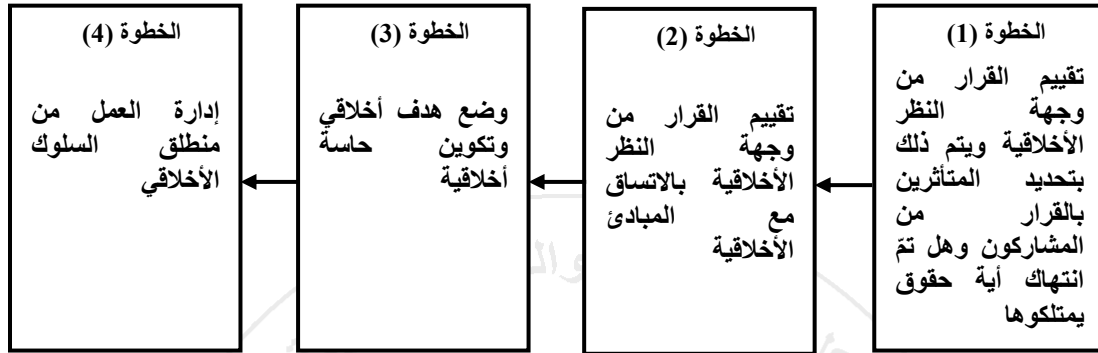 الخطوة (1)
تقييم القرار من
وجهة النظر
الأخلاقية ويتم ذلك
بتحديد المتأثرين
بالقرار من
المشاركون وهل تمّ
انتهاك أية حقوق
يمتلكوها
الخطوة (2)
تقييم القرار من
وجهة النظر
الأخلاقية بالاتساق
مع المبادئ
الأخلاقية
الخطوة (3)
وضع هدف أخلاقي
وتكوين حاسة
أخلاقية
الخطوة (4)
إدارة العمل من
منطلق السلوك
الأخلاقي